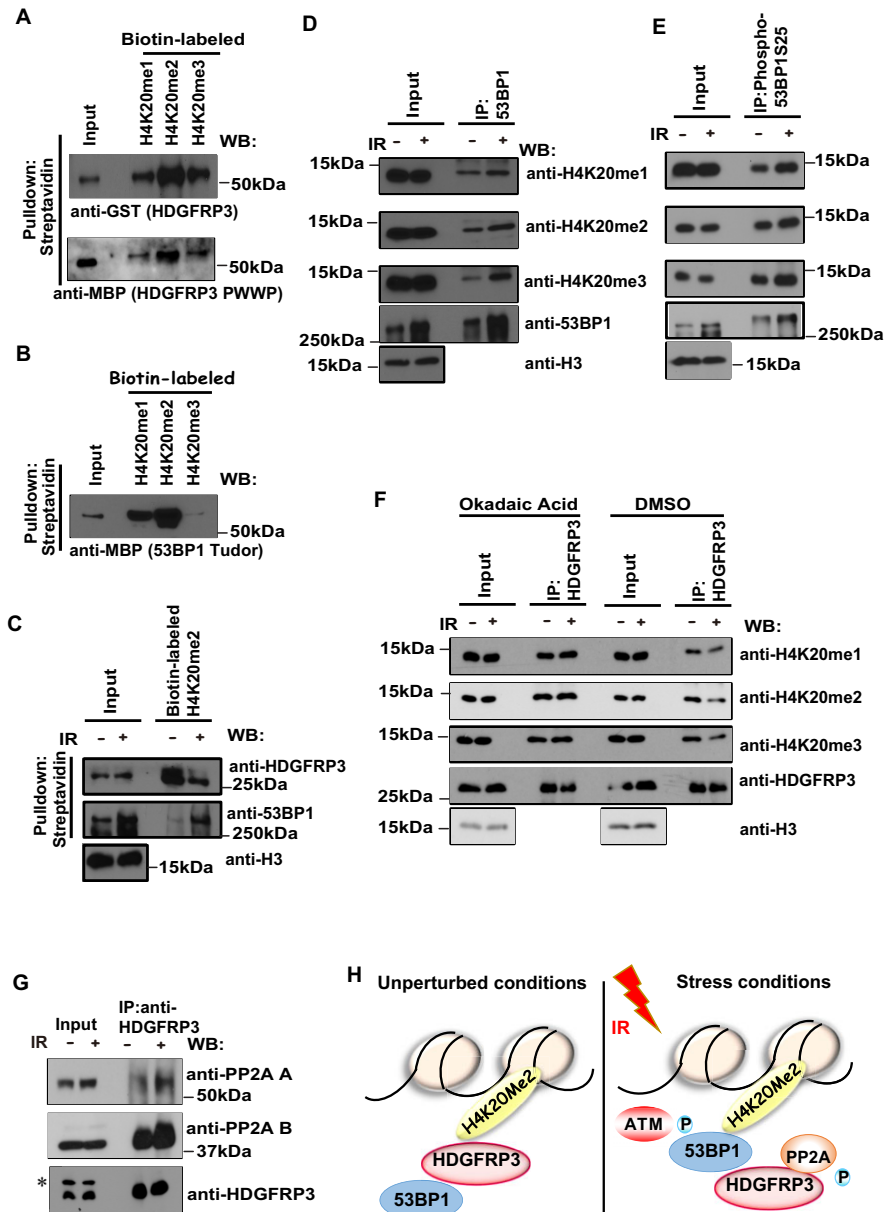 A
Biotin-labeled
Input
H4K20me1
H4K20me2
H4K20me3
WB:
Pulldown:
Streptavidin
50kDa
anti-GST (HDGFRP3)
50kDa
anti-MBP (HDGFRP3 PWWP)
B
Biotin-labeled
Input
H4K20me1
H4K20me2
H4K20me3
WB:
Pulldown:
Streptavidin
50kDa
anti-MBP (53BP1 Tudor)
C
Input
Biotin-labeled
H4K20me2
IR - + - + WB:
Pulldown:
Streptavidin
anti-HDGFRP3
25kDa
anti-53BP1
250kDa
anti-H3
15kDa
D
Input
IP:
53BP1
IR - + - + WB:
15kDa anti-H4K20me1
15kDa anti-H4K20me2
15kDa anti-H4K20me3
anti-53BP1
250kDa
15kDa anti-H3
E
Input
IP:Phospho-
53BP1S25
IR - + - +
15kDa
15kDa
15kDa
250kDa
15kDa
F
Okadaic Acid DMSO
Input
IP:
HDGFRP3
Input
IP:
HDGFRP3
IR - + - + - + - + WB:
15kDa anti-H4K20me1
15kDa anti-H4K20me2
15kDa anti-H4K20me3
anti-HDGFRP3
25kDa
15kDa anti-H3
G
Input
IP:anti-
HDGFRP3
IR - + - + WB:
anti-PP2A A
50kDa
anti-PP2A B
37kDa
* anti-HDGFRP3
H
Unperturbed conditions
H4K20Me2
HDGFRP3
53BP1
Stress conditions
IR
H4K20Me2
ATM
P
53BP1
PP2A
HDGFRP3
P